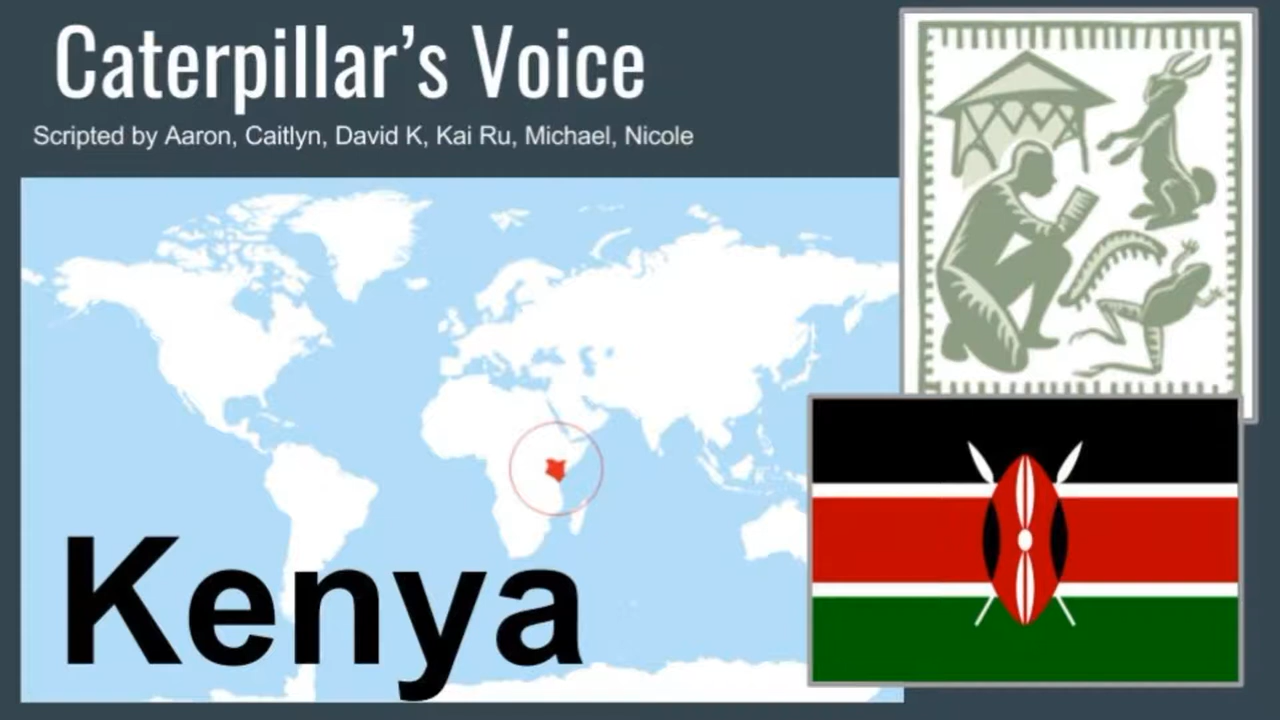 Caterpillar’s Voice
Scripted by Aaron, Caitlyn, David K, Kai Ru, Michael, Nicole
Kenya